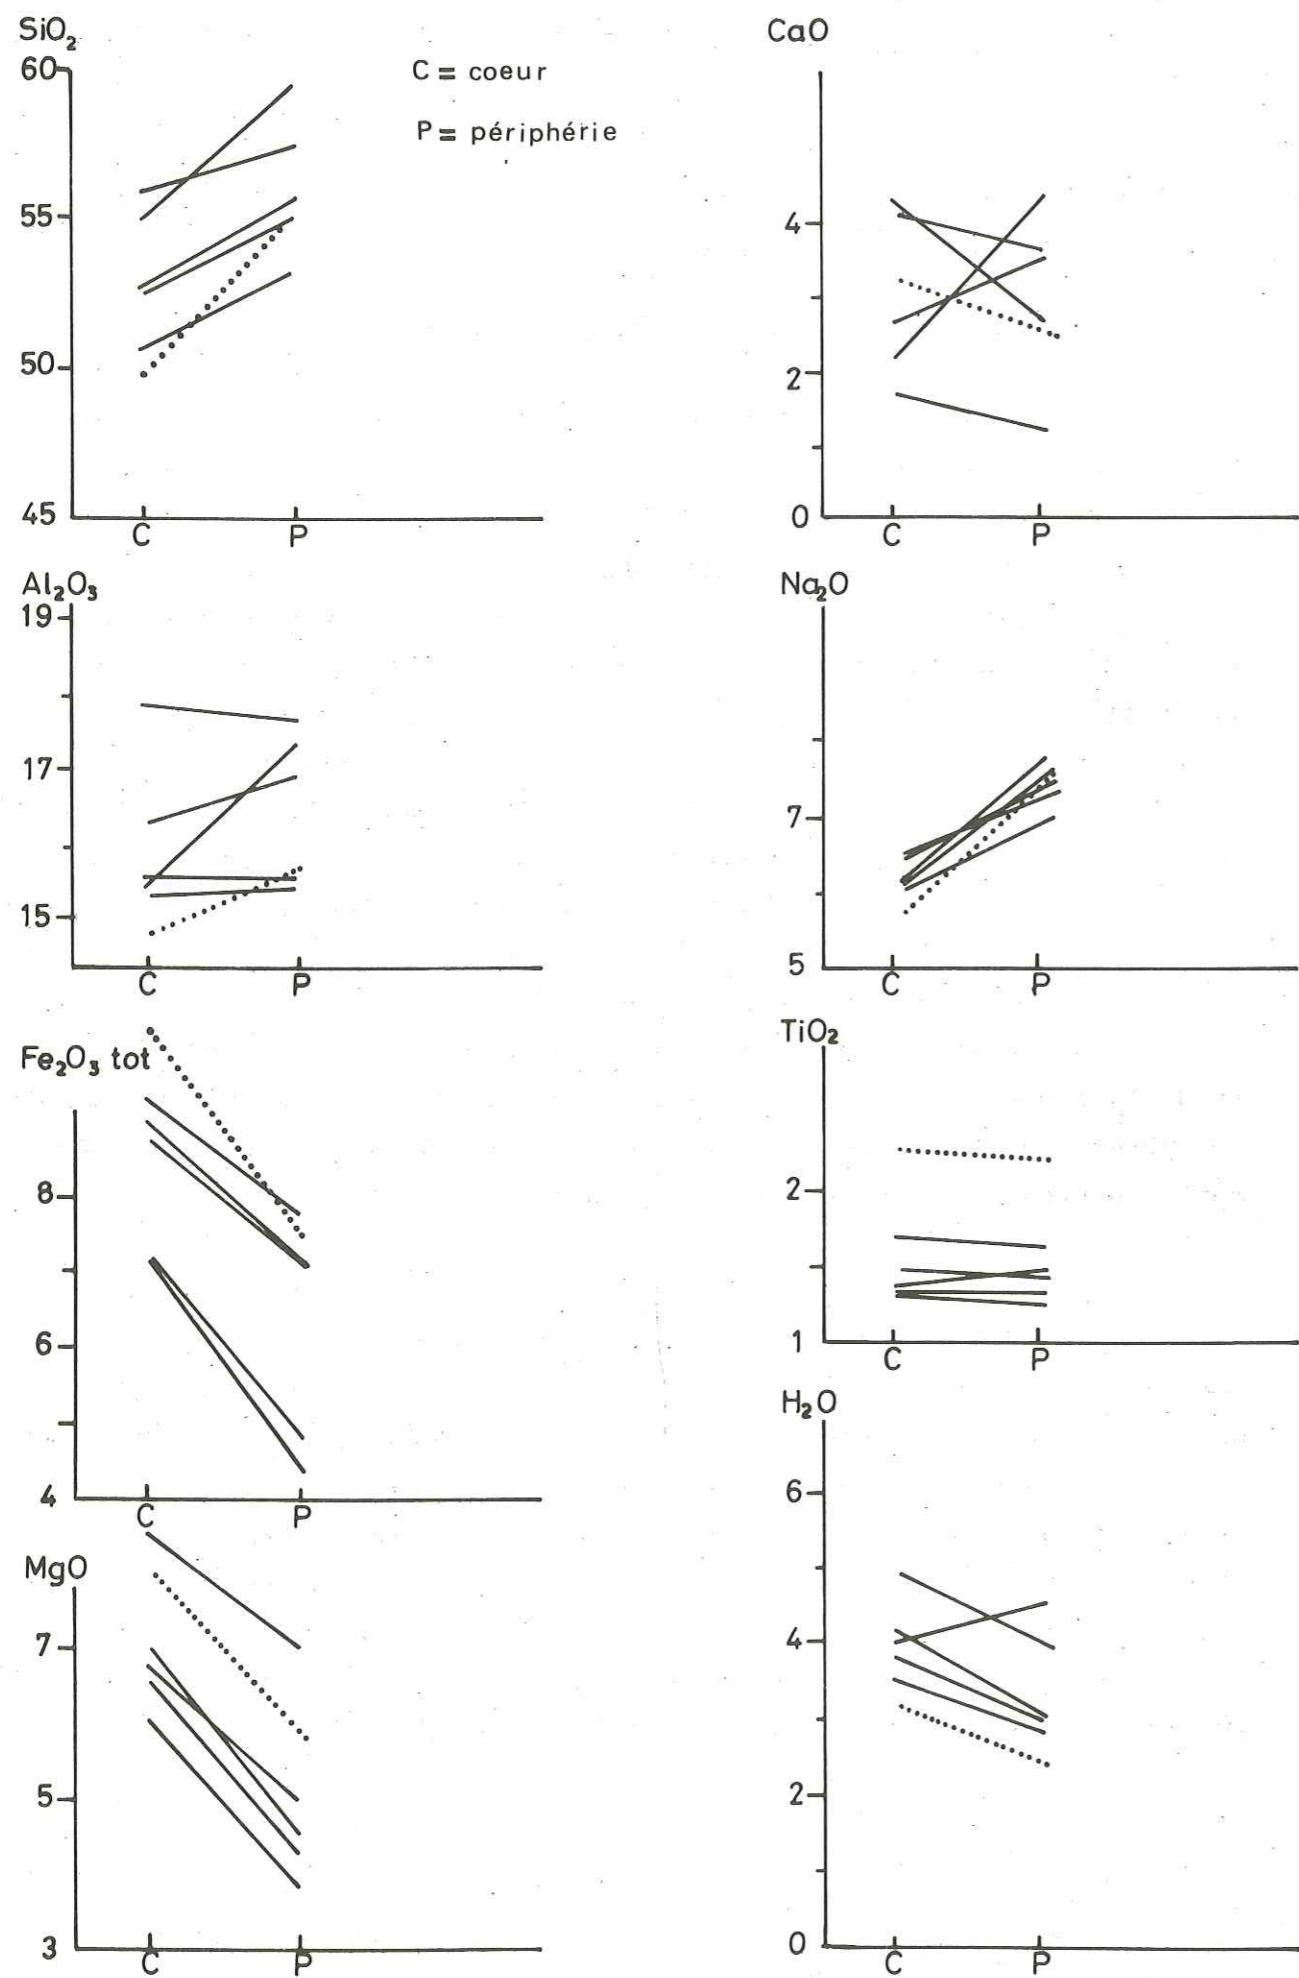 SiO₂
60
55
50
45
C P
C = coeur
P = périphérie
CaO
4
2
0
C P
Al₂O₃
19
17
15
C P
Na₂O
7
5
C P
Fe₂O₃ tot
8
6
4
C P
TiO₂
2
1
C P
MgO
7
5
3
C P
H₂O
6
4
2
0
C P